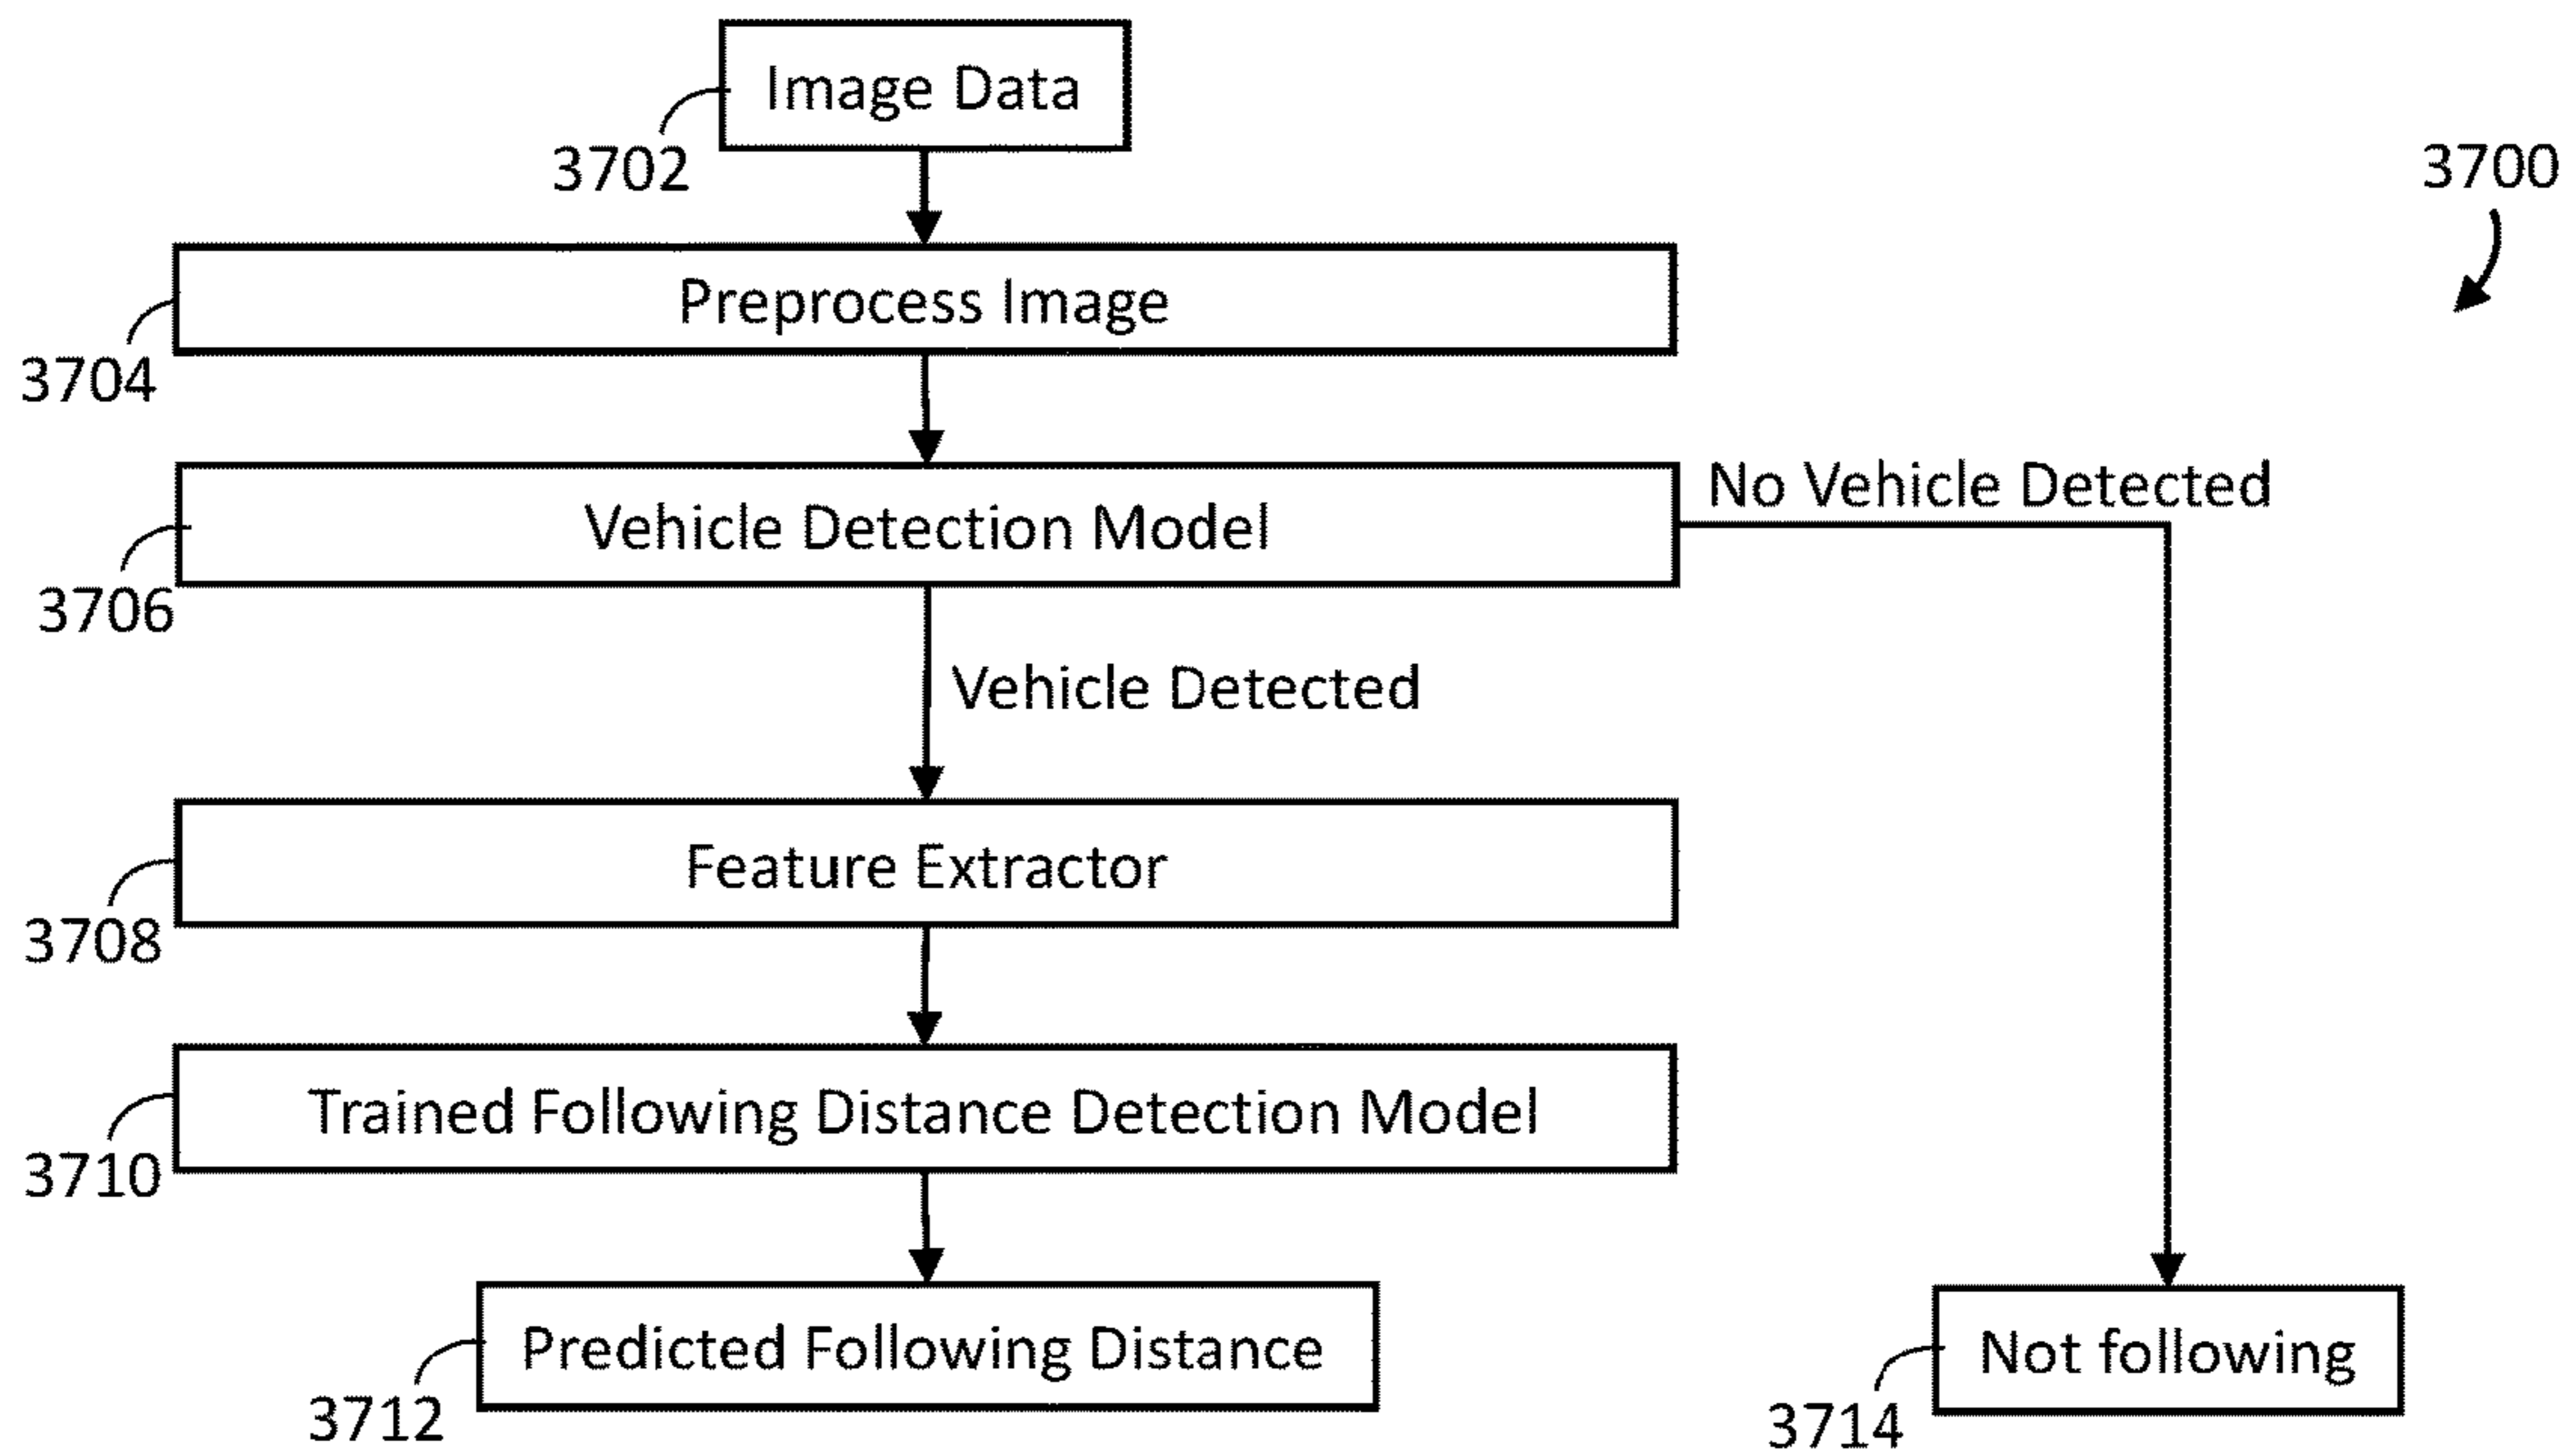 Image Data
3702
3700
Preprocess Image
3704
Vehicle Detection Model
No Vehicle Detected
3706
Vehicle Detected
Feature Extractor
3708
Trained Following Distance Detection Model
3710
Predicted Following Distance
3712
Not following
3714